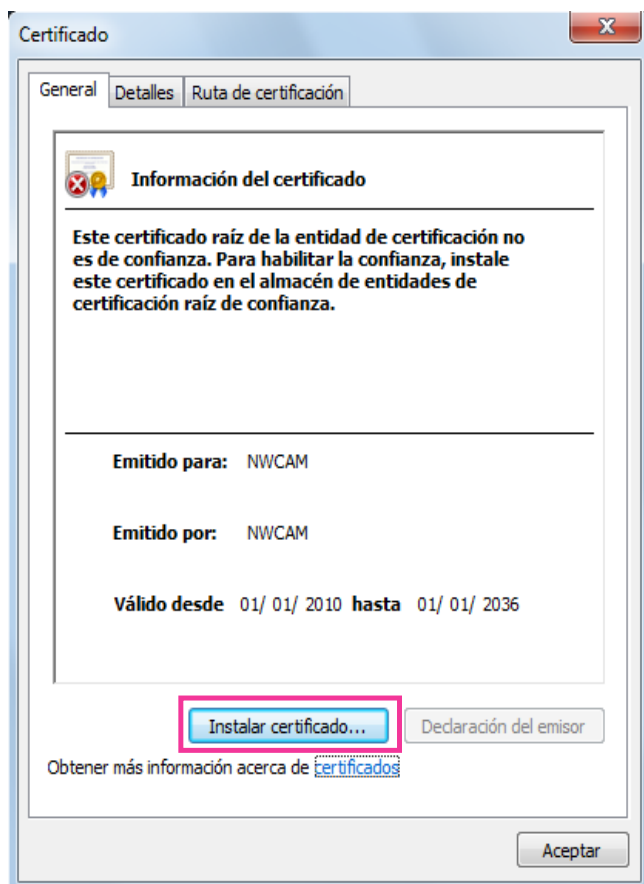 Certificado
General Detalles Ruta de certificación
Información del certificado
Este certificado raíz de la entidad de certificación no
es de confianza. Para habilitar la confianza, instale
este certificado en el almacén de entidades de
certificación raíz de confianza.
Emitido para: NWCAM
Emitido por: NWCAM
Válido desde 01/ 01/ 2010 hasta 01/ 01/ 2036
Instalar certificado... Declaración del emisor
Obtener más información acerca de certificados
Aceptar